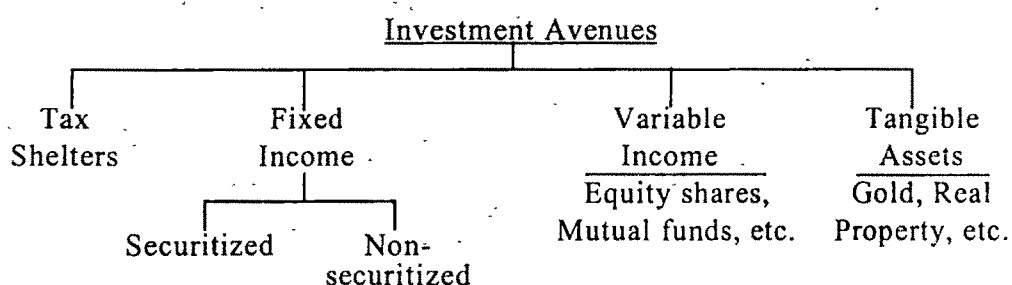 Investment Avenues
Tax Fixed Variable Tangible
Shelters Income Income Assets
Equity shares, Gold, Real
Mutual funds, etc. Property, etc.
Securitized Non-
securitized